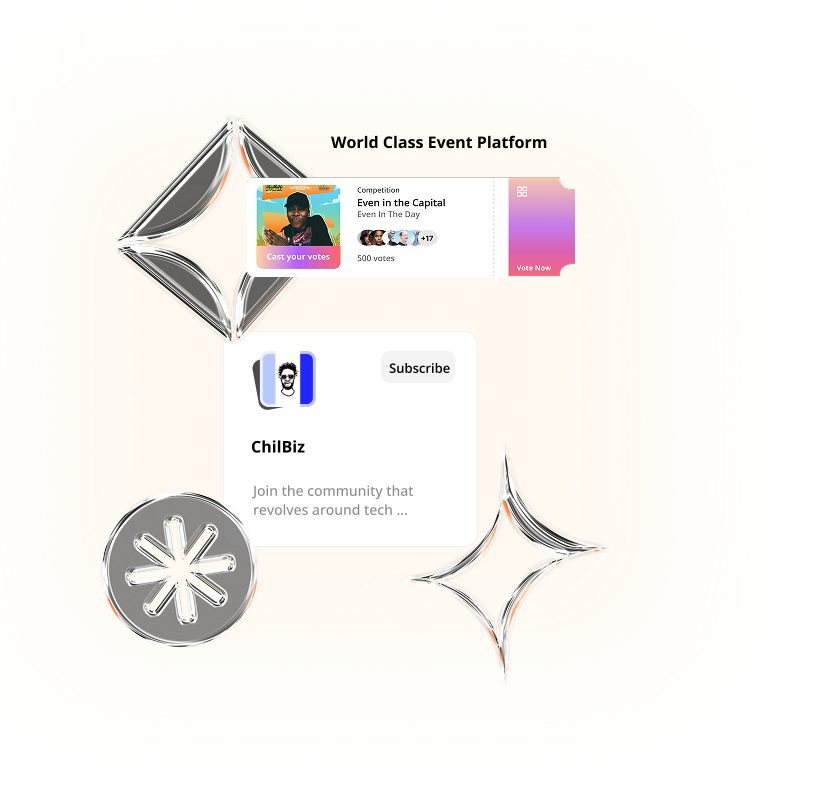 World Class Event Platform
Competition
Even in the Capital
Even In The Day
+17
500 votes
Cast your votes
Vote Now
Subscribe
ChilBiz
Join the community that
revolves around tech ...